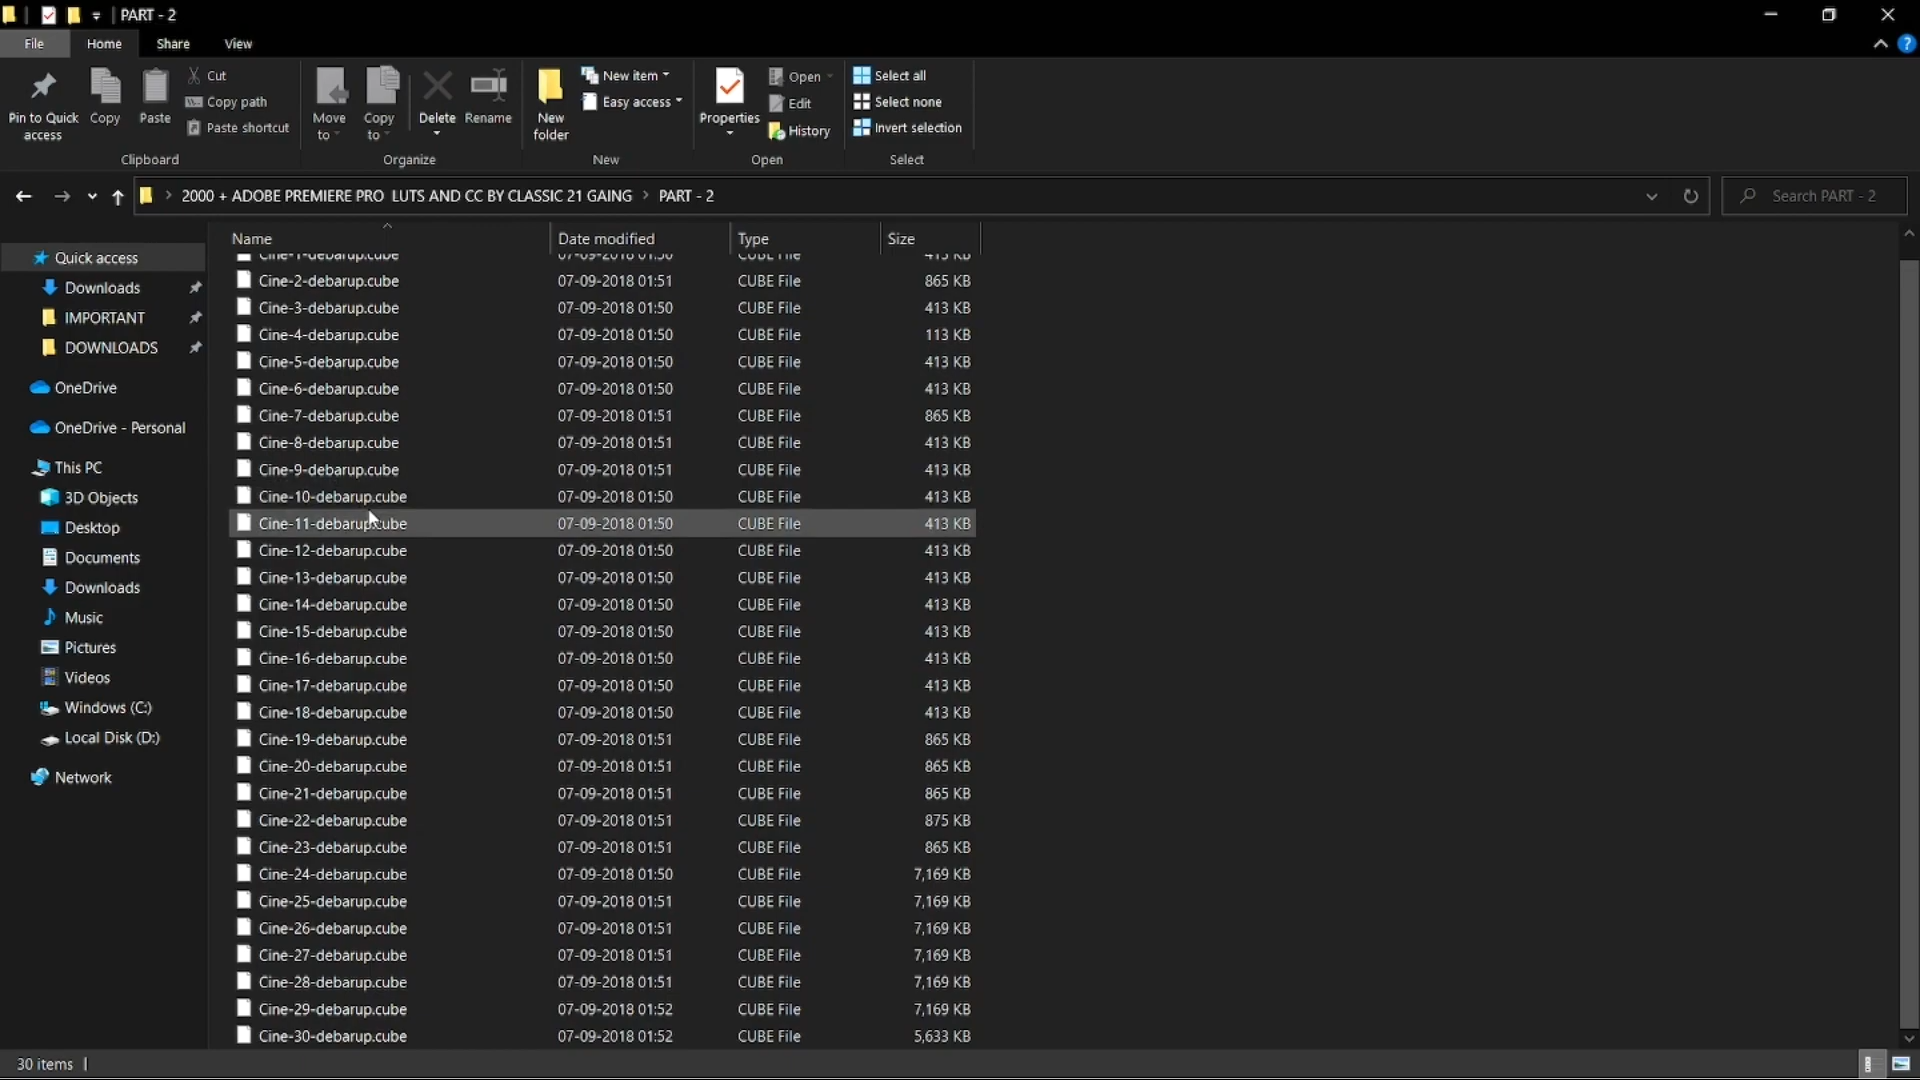 PART - 2
File Home Share View
Pin to Quick access
Copy
Paste
Cut
Copy path
Paste shortcut
Clipboard
Move to
Copy to
Delete
Rename
Organize
New folder
New item
Easy access
New
Properties
Open
Edit
History
Open
Select all
Select none
Invert selection
Select
2000 + ADOBE PREMIERE PRO LUTS AND CC BY CLASSIC 21 GAING > PART - 2
Search PART - 2
Quick access
Downloads
IMPORTANT
DOWNLOADS
OneDrive
OneDrive - Personal
This PC
3D Objects
Desktop
Documents
Downloads
Music
Pictures
Videos
Windows (C:)
Local Disk (D:)
Network
Name Date modified Type Size
Cine-1-debarup.cube 07-09-2018 01:50 CUBE File 413 KB
Cine-2-debarup.cube 07-09-2018 01:51 CUBE File 865 KB
Cine-3-debarup.cube 07-09-2018 01:50 CUBE File 413 KB
Cine-4-debarup.cube 07-09-2018 01:50 CUBE File 113 KB
Cine-5-debarup.cube 07-09-2018 01:50 CUBE File 413 KB
Cine-6-debarup.cube 07-09-2018 01:50 CUBE File 413 KB
Cine-7-debarup.cube 07-09-2018 01:51 CUBE File 865 KB
Cine-8-debarup.cube 07-09-2018 01:51 CUBE File 413 KB
Cine-9-debarup.cube 07-09-2018 01:51 CUBE File 413 KB
Cine-10-debarup.cube 07-09-2018 01:50 CUBE File 413 KB
Cine-11-debarup.cube 07-09-2018 01:50 CUBE File 413 KB
Cine-12-debarup.cube 07-09-2018 01:50 CUBE File 413 KB
Cine-13-debarup.cube 07-09-2018 01:50 CUBE File 413 KB
Cine-14-debarup.cube 07-09-2018 01:50 CUBE File 413 KB
Cine-15-debarup.cube 07-09-2018 01:50 CUBE File 413 KB
Cine-16-debarup.cube 07-09-2018 01:50 CUBE File 413 KB
Cine-17-debarup.cube 07-09-2018 01:50 CUBE File 413 KB
Cine-18-debarup.cube 07-09-2018 01:50 CUBE File 413 KB
Cine-19-debarup.cube 07-09-2018 01:51 CUBE File 865 KB
Cine-20-debarup.cube 07-09-2018 01:51 CUBE File 865 KB
Cine-21-debarup.cube 07-09-2018 01:51 CUBE File 865 KB
Cine-22-debarup.cube 07-09-2018 01:51 CUBE File 875 KB
Cine-23-debarup.cube 07-09-2018 01:51 CUBE File 865 KB
Cine-24-debarup.cube 07-09-2018 01:50 CUBE File 7,169 KB
Cine-25-debarup.cube 07-09-2018 01:51 CUBE File 7,169 KB
Cine-26-debarup.cube 07-09-2018 01:51 CUBE File 7,169 KB
Cine-27-debarup.cube 07-09-2018 01:51 CUBE File 7,169 KB
Cine-28-debarup.cube 07-09-2018 01:51 CUBE File 7,169 KB
Cine-29-debarup.cube 07-09-2018 01:52 CUBE File 7,169 KB
Cine-30-debarup.cube 07-09-2018 01:52 CUBE File 5,633 KB
30 items